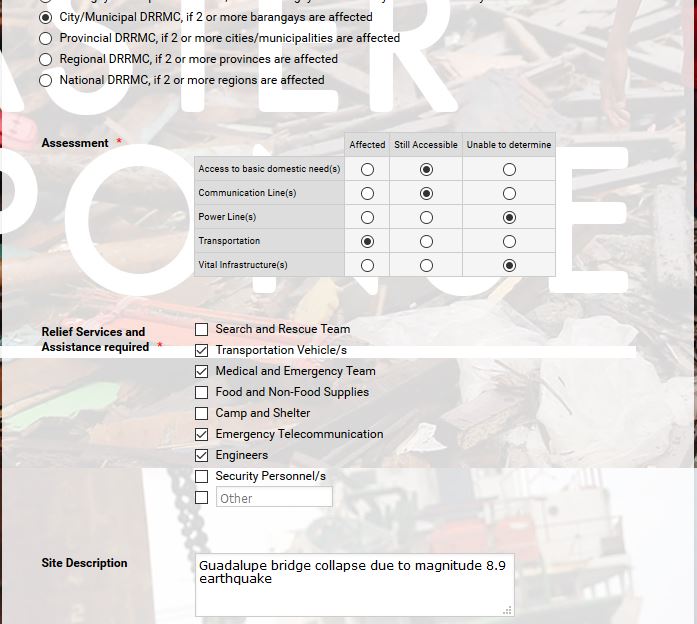 City/Municipal DRRMC, if 2 or more barangays are affected
Provincial DRRMC, if 2 or more cities/municipalities are affected
Regional DRRMC, if 2 or more provinces are affected
National DRRMC, if 2 or more regions are affected
Assessment *
Affected Still Accessible Unable to determine
Access to basic domestic need(s)
Communication Line(s)
Power Line(s)
Transportation
Vital Infrastructure(s)
Relief Services and
Assistance required *
Search and Rescue Team
Transportation Vehicle/s
Medical and Emergency Team
Food and Non-Food Supplies
Camp and Shelter
Emergency Telecommunication
Engineers
Security Personnel/s
Other
Site Description
Guadalupe bridge collapse due to magnitude 8.9
earthquake